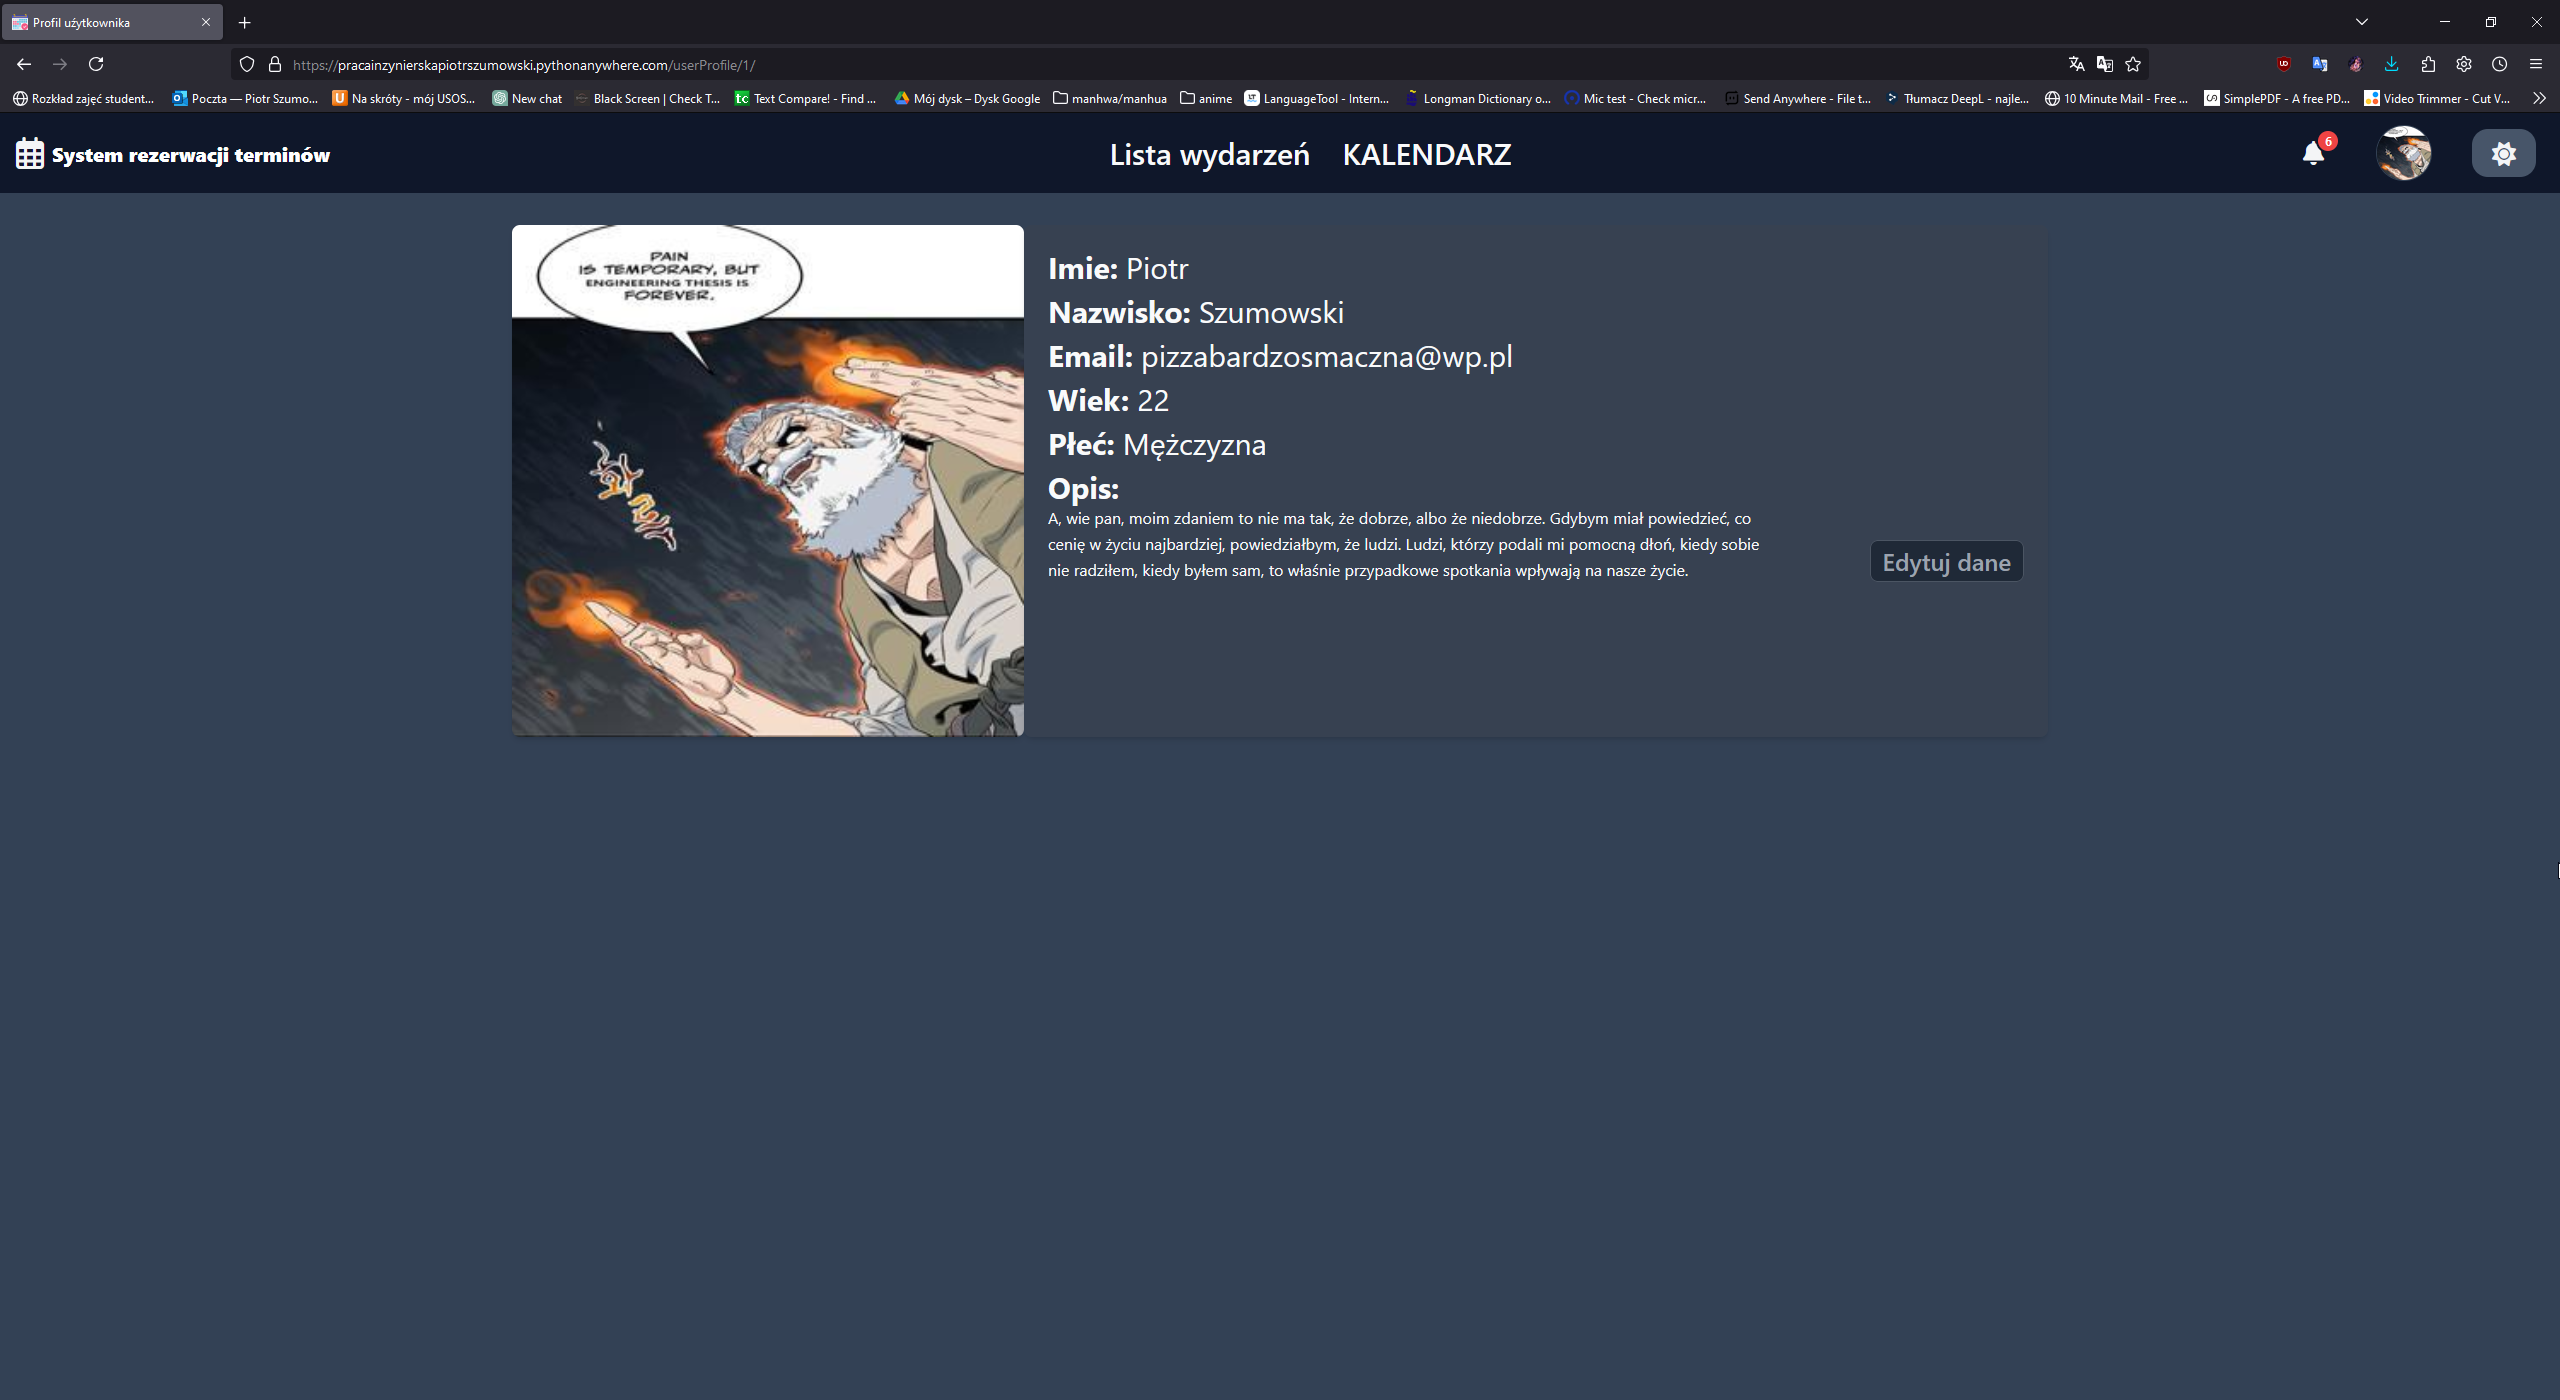 Profil użytkownika
https://pracainzynierskapiotrszumowski.pythonanywhere.com/userProfile/1/
Rozkład zajęć student...
Poczta — Piotr Szumo...
Na skróty - mój USOS...
New chat
Black Screen | Check T...
Text Compare! - Find ...
Mój dysk – Dysk Google
manhwa/manhua
anime
LanguageTool - Intern...
Longman Dictionary o...
Mic test - Check micr...
Send Anywhere - File t...
Tłumacz DeepL - najle...
10 Minute Mail - Free ...
SimplePDF - A free PD...
Video Trimmer - Cut V...
System rezerwacji terminów
Lista wydarzeń
KALENDARZ
6
PAIN
IS TEMPORARY, BUT
ENGINEERING THESIS IS
FOREVER.
Imie: Piotr
Nazwisko: Szumowski
Email: pizzabardzosmaczna@wp.pl
Wiek: 22
Płeć: Mężczyzna
Opis:
A, wie pan, moim zdaniem to nie ma tak, że dobrze, albo że niedobrze. Gdybym miał powiedzieć, co
cenię w życiu najbardziej, powiedziałbym, że ludzi. Ludzi, którzy podali mi pomocną dłoń, kiedy sobie
nie radziłem, kiedy byłem sam, to właśnie przypadkowe spotkania wpływają na nasze życie.
Edytuj dane